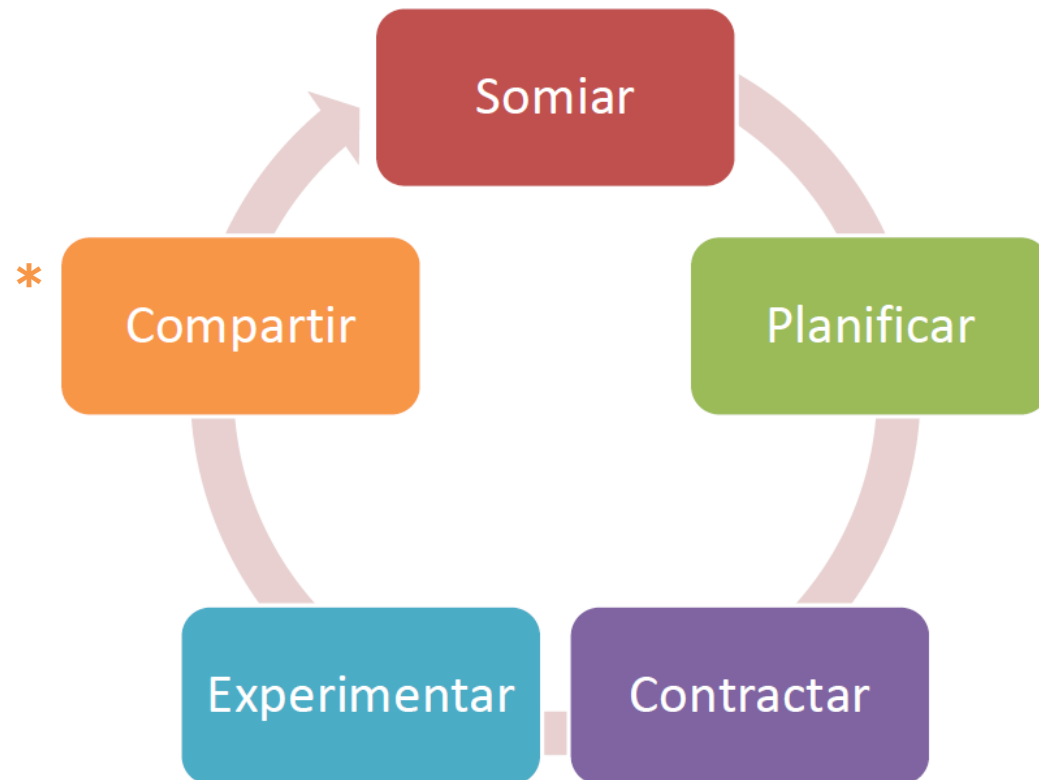 Somiar
* Compartir
Planificar
Experimentar
Contractar